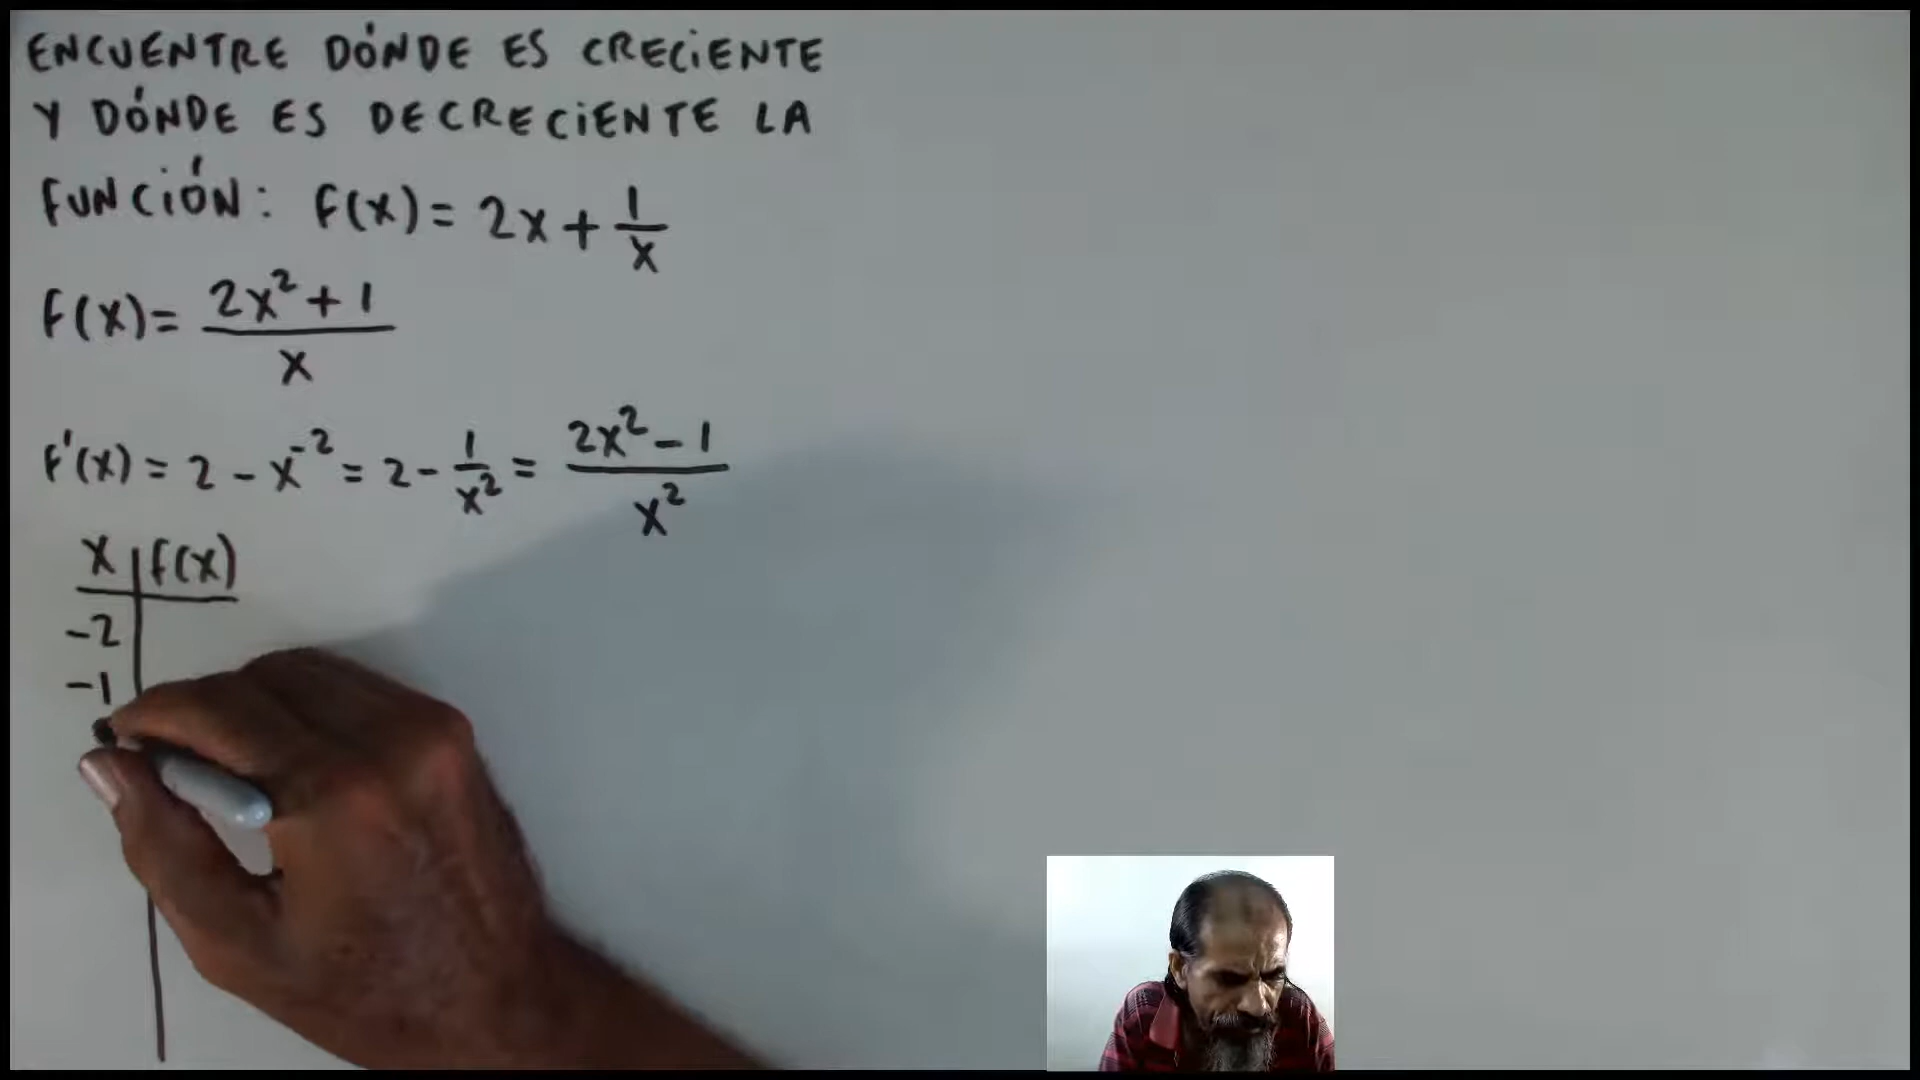 ENCUENTRE DÓNDE ES CRECIENTE
Y DÓNDE ES DECRECIENTE LA
FUNCIÓN: F(X) = 2X + 1/X
F(X) = (2X² + 1)/X
F'(X) = 2 - X⁻² = 2 - 1/X² = (2X² - 1)/X²
X | F(X)
-2
-1